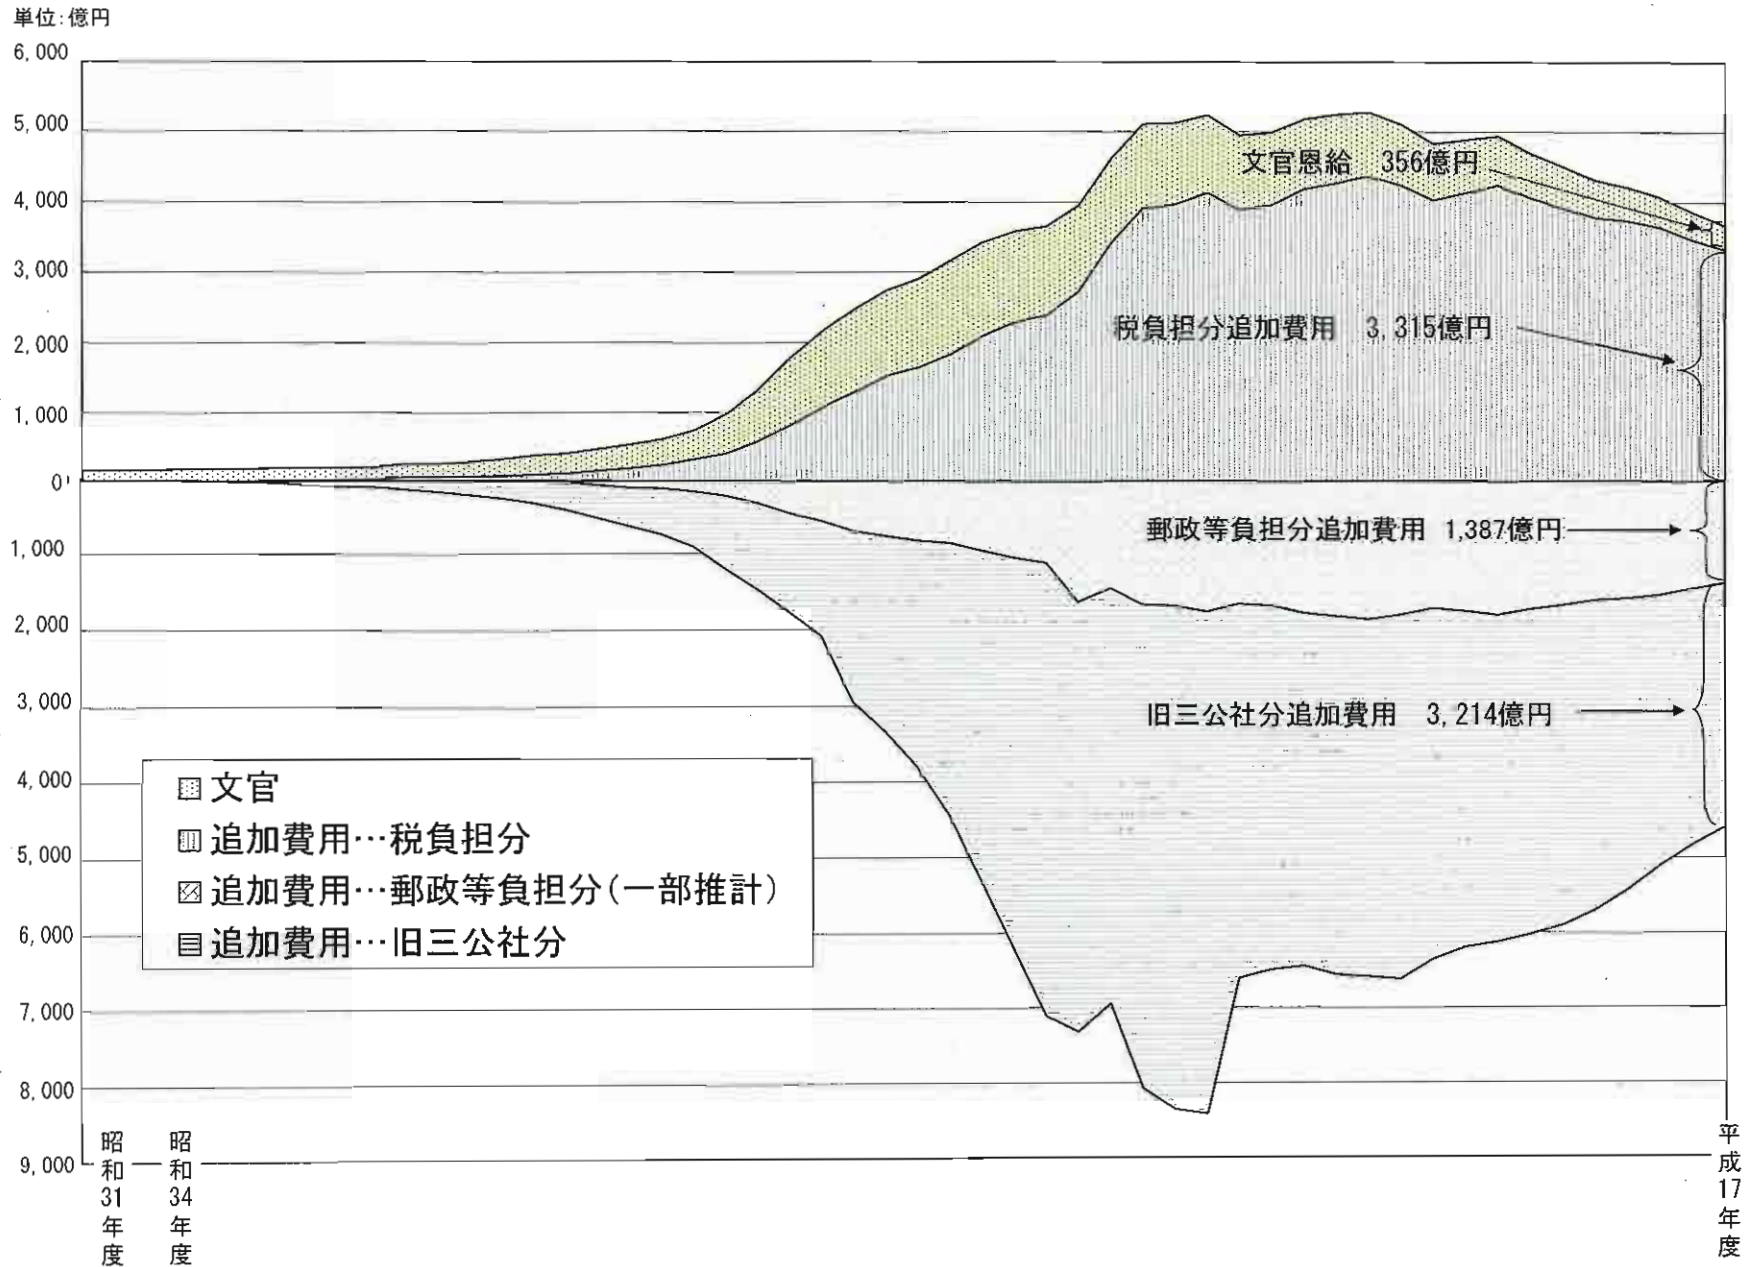 単位:億円
6,000
5,000
4,000
3,000
2,000
1,000
0
1,000
2,000
3,000
4,000
5,000
6,000
7,000
8,000
9,000
文官恩給 356億円
税負担分追加費用 3,315億円
郵政等負担分追加費用 1,387億円
旧三公社分追加費用 3,214億円
文官
追加費用…税負担分
追加費用…郵政等負担分(一部推計)
追加費用…旧三公社分
昭和31年度
昭和34年度
平成17年度